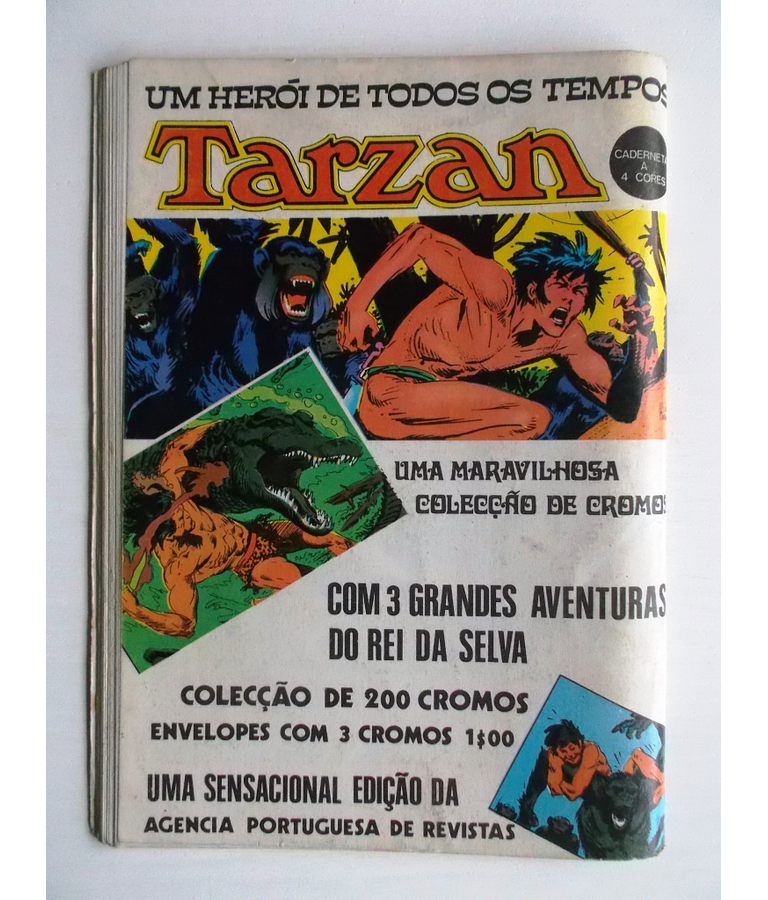 UM HERÓI DE TODOS OS TEMPOS
Tarzan
CADERNETA
A
4 CORES
UMA MARAVILHOSA
COLECÇÃO DE CROMOS
COM 3 GRANDES AVENTURAS
DO REI DA SELVA
COLECÇÃO DE 200 CROMOS
ENVELOPES COM 3 CROMOS 1$00
UMA SENSACIONAL EDIÇÃO DA
AGENCIA PORTUGUESA DE REVISTAS